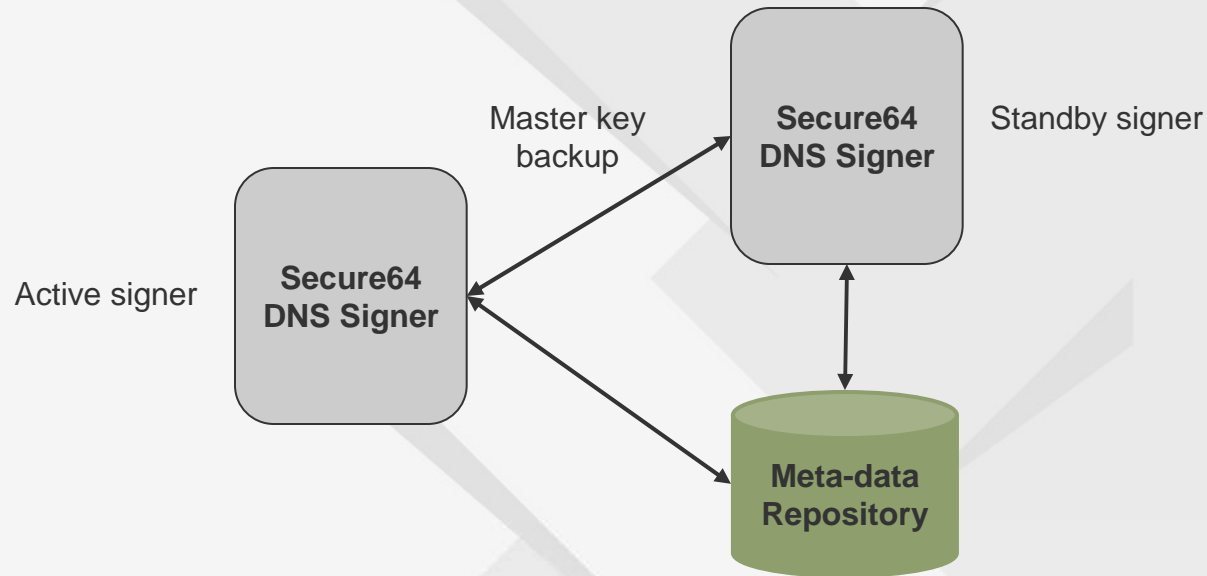 Master key
backup
Secure64
DNS Signer
Standby signer
Active signer
Secure64
DNS Signer
Meta-data
Repository